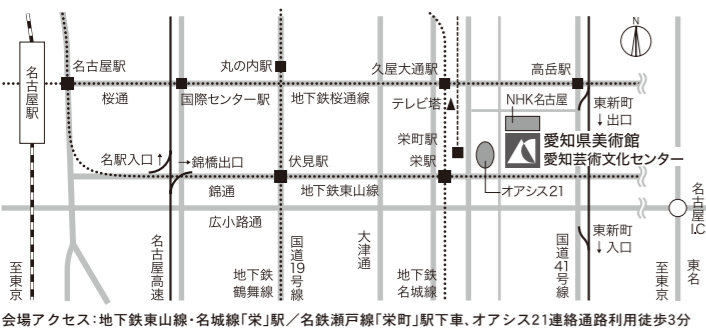 N
名古屋駅
名古屋駅
丸の内駅
久屋大通駅
高岳駅
桜通
国際センター駅
地下鉄桜通線
テレビ塔
NHK名古屋
東新町
↓出口
栄町駅
愛知県美術館
愛知芸術文化センター
名駅入口↑
→錦橋出口
伏見駅
栄駅
錦通
地下鉄東山線
オアシス21
名古屋I.C
広小路通
東新町
↓入口
至東京
名古屋高速
地下鉄
鶴舞線
国道19号線
大津通
地下鉄
名城線
国道41号線
至東京
東名
会場アクセス:地下鉄東山線・名城線「栄」駅/名鉄瀬戸線「栄町」駅下車、オアシス21連絡通路利用徒歩3分